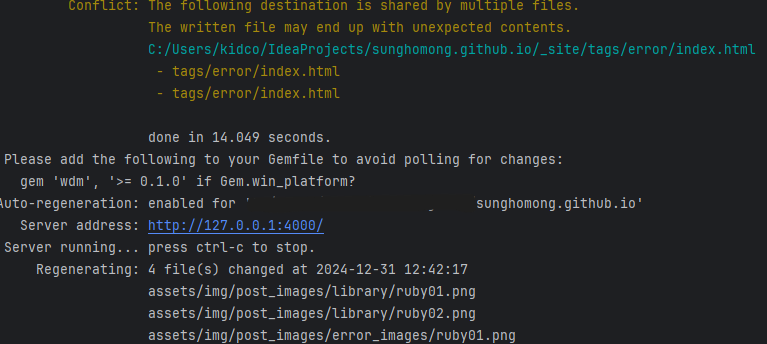 Conflict: The following destination is shared by multiple files.
The written file may end up with unexpected contents.
C:/Users/kidco/IdeaProjects/sunghomong.github.io/_site/tags/error/index.html
- tags/error/index.html
- tags/error/index.html
done in 14.049 seconds.
Please add the following to your Gemfile to avoid polling for changes:
gem 'wdm', '>= 0.1.0' if Gem.win_platform?
Auto-regeneration: enabled for ' sunghomong.github.io'
Server address: http://127.0.0.1:4000/
Server running... press ctrl-c to stop.
Regenerating: 4 file(s) changed at 2024-12-31 12:42:17
assets/img/post_images/library/ruby01.png
assets/img/post_images/library/ruby02.png
assets/img/post_images/error_images/ruby01.png